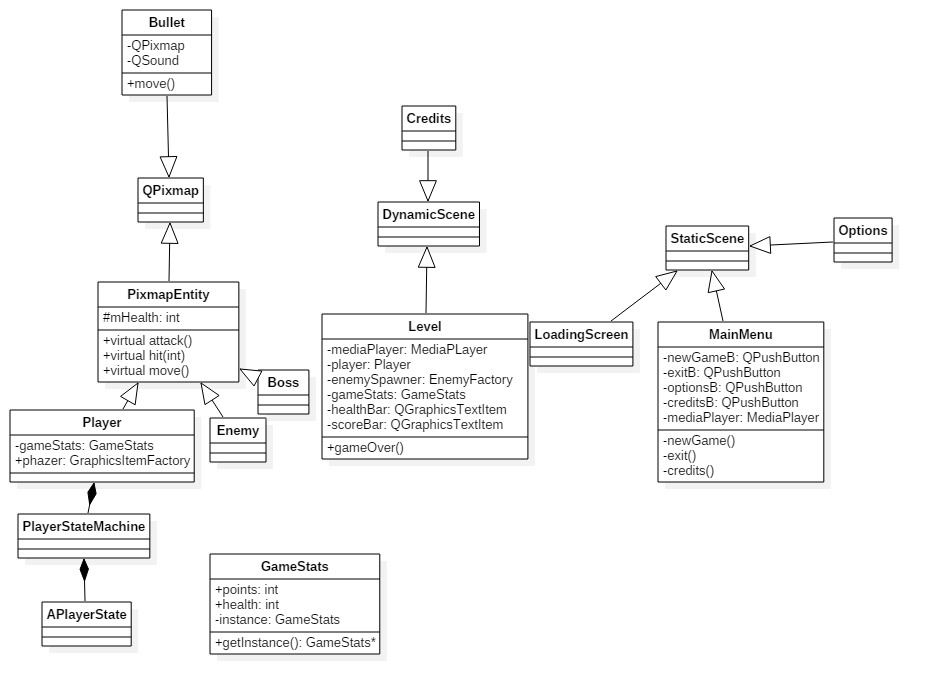 Bullet
-QPixmap
-QSound
+move()
QPixmap
PixmapEntity
#mHealth: int
+virtual attack()
+virtual hit(int)
+virtual move()
Boss
Enemy
Player
-gameStats: GameStats
+phazer: GraphicsItemFactory
PlayerStateMachine
APlayerState
GameStats
+points: int
+health: int
-instance: GameStats
+getInstance(): GameStats*
Credits
DynamicScene
Level
-mediaPlayer: MediaPLayer
-player: Player
-enemySpawner: EnemyFactory
-gameStats: GameStats
-healthBar: QGraphicsTextItem
-scoreBar: QGraphicsTextItem
+gameOver()
StaticScene
Options
LoadingScreen
MainMenu
-newGameB: QPushButton
-exitB: QPushButton
-optionsB: QPushButton
-creditsB: QPushButton
-mediaPlayer: MediaPlayer
-newGame()
-exit()
-credits()